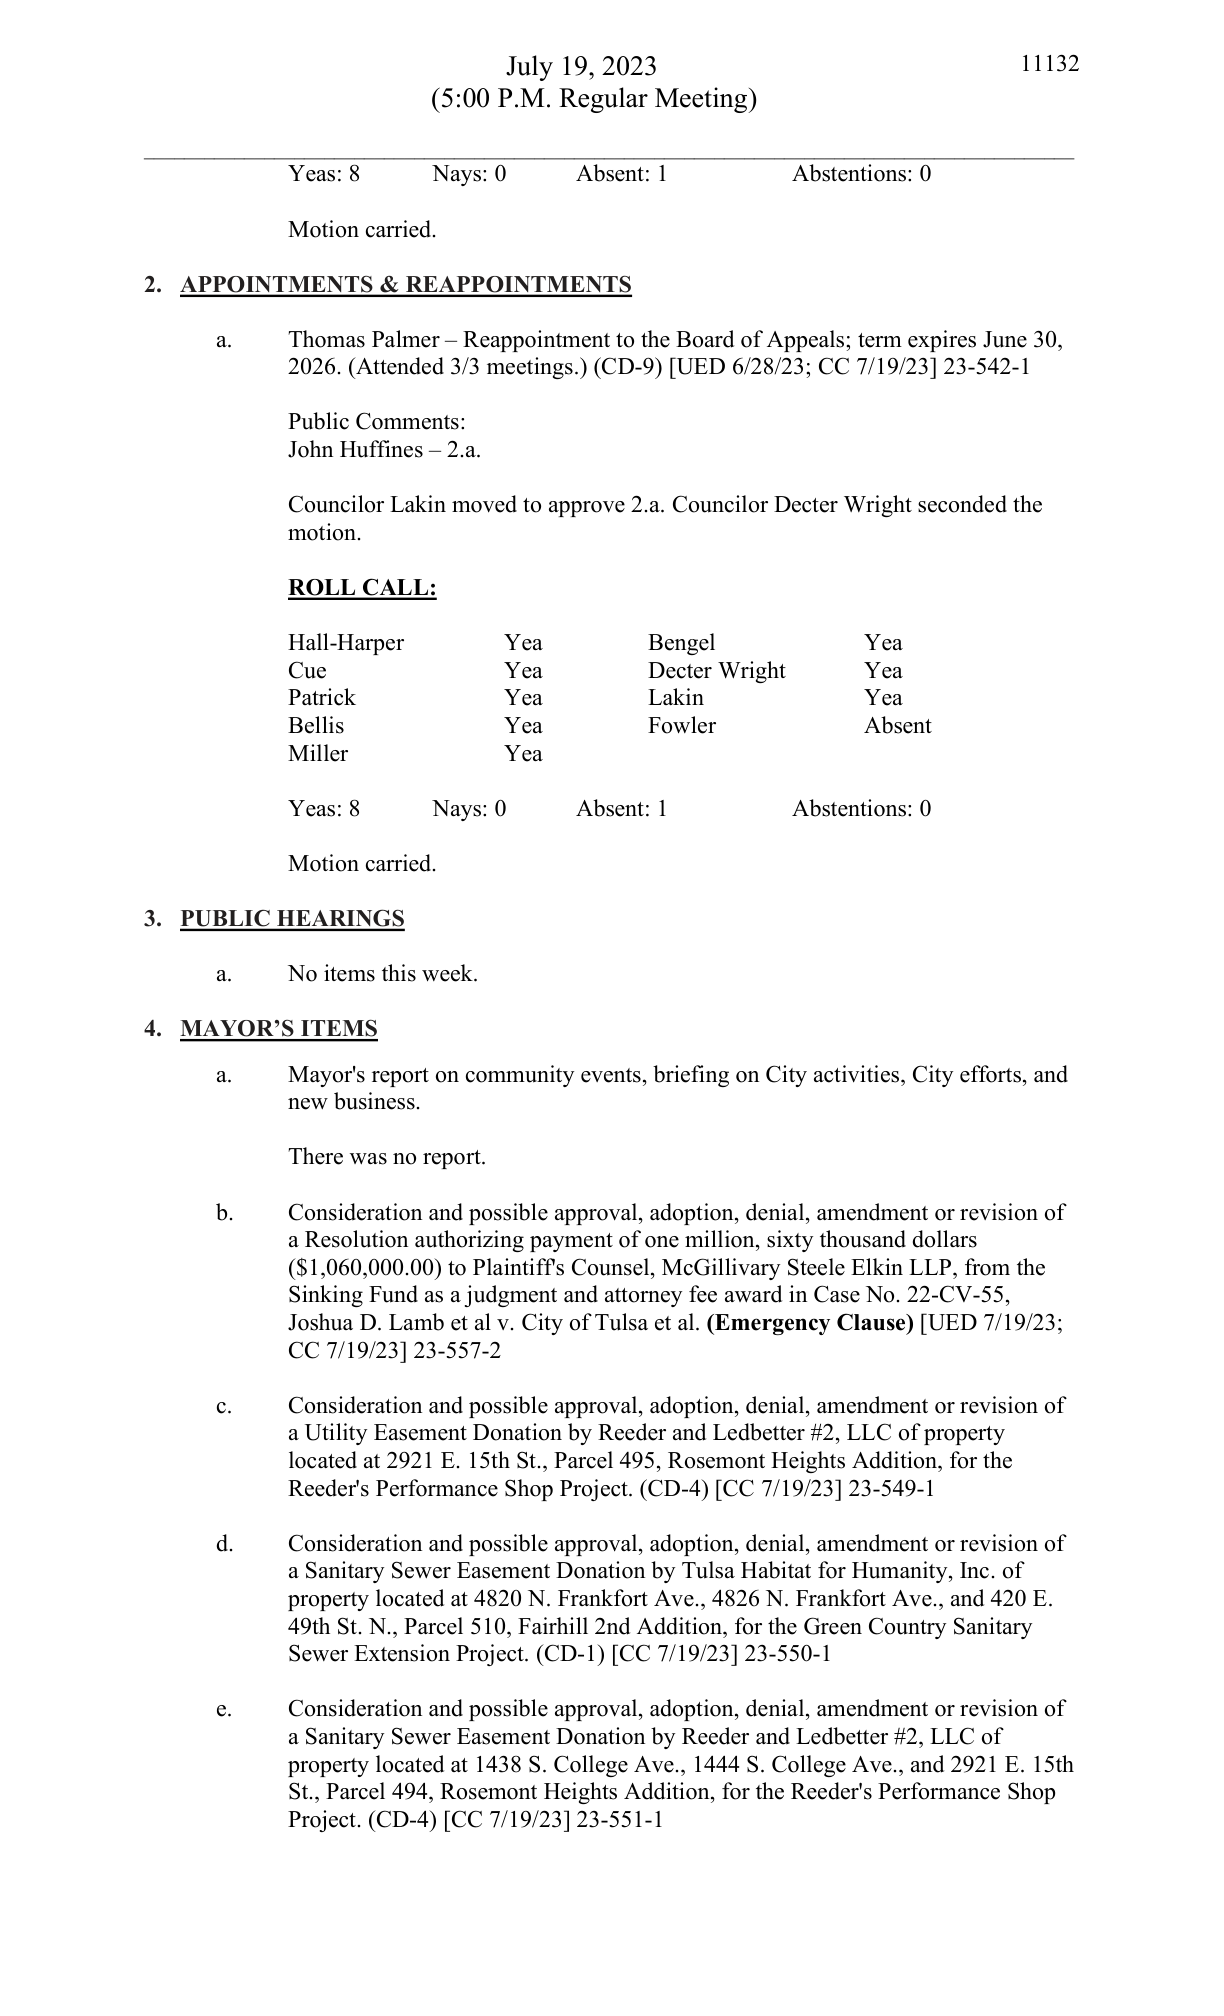 July 19, 2023
11132
(5:00 P.M. Regular Meeting)
Yeas: 8 Nays: 0 Absent: 1 Abstentions: 0
Motion carried.
2. APPOINTMENTS & REAPPOINTMENTS
a. Thomas Palmer – Reappointment to the Board of Appeals; term expires June 30,
2026. (Attended 3/3 meetings.) (CD-9) [UED 6/28/23; CC 7/19/23] 23-542-1
Public Comments:
John Huffines – 2.a.
Councilor Lakin moved to approve 2.a. Councilor Decter Wright seconded the
motion.
ROLL CALL:
Hall-Harper Yea Bengel Yea
Cue Yea Decter Wright Yea
Patrick Yea Lakin Yea
Bellis Yea Fowler Absent
Miller Yea
Yeas: 8 Nays: 0 Absent: 1 Abstentions: 0
Motion carried.
3. PUBLIC HEARINGS
a. No items this week.
4. MAYOR’S ITEMS
a. Mayor's report on community events, briefing on City activities, City efforts, and
new business.
There was no report.
b. Consideration and possible approval, adoption, denial, amendment or revision of
a Resolution authorizing payment of one million, sixty thousand dollars
($1,060,000.00) to Plaintiff's Counsel, McGillivary Steele Elkin LLP, from the
Sinking Fund as a judgment and attorney fee award in Case No. 22-CV-55,
Joshua D. Lamb et al v. City of Tulsa et al. (Emergency Clause) [UED 7/19/23;
CC 7/19/23] 23-557-2
c. Consideration and possible approval, adoption, denial, amendment or revision of
a Utility Easement Donation by Reeder and Ledbetter #2, LLC of property
located at 2921 E. 15th St., Parcel 495, Rosemont Heights Addition, for the
Reeder's Performance Shop Project. (CD-4) [CC 7/19/23] 23-549-1
d. Consideration and possible approval, adoption, denial, amendment or revision of
a Sanitary Sewer Easement Donation by Tulsa Habitat for Humanity, Inc. of
property located at 4820 N. Frankfort Ave., 4826 N. Frankfort Ave., and 420 E.
49th St. N., Parcel 510, Fairhill 2nd Addition, for the Green Country Sanitary
Sewer Extension Project. (CD-1) [CC 7/19/23] 23-550-1
e. Consideration and possible approval, adoption, denial, amendment or revision of
a Sanitary Sewer Easement Donation by Reeder and Ledbetter #2, LLC of
property located at 1438 S. College Ave., 1444 S. College Ave., and 2921 E. 15th
St., Parcel 494, Rosemont Heights Addition, for the Reeder's Performance Shop
Project. (CD-4) [CC 7/19/23] 23-551-1